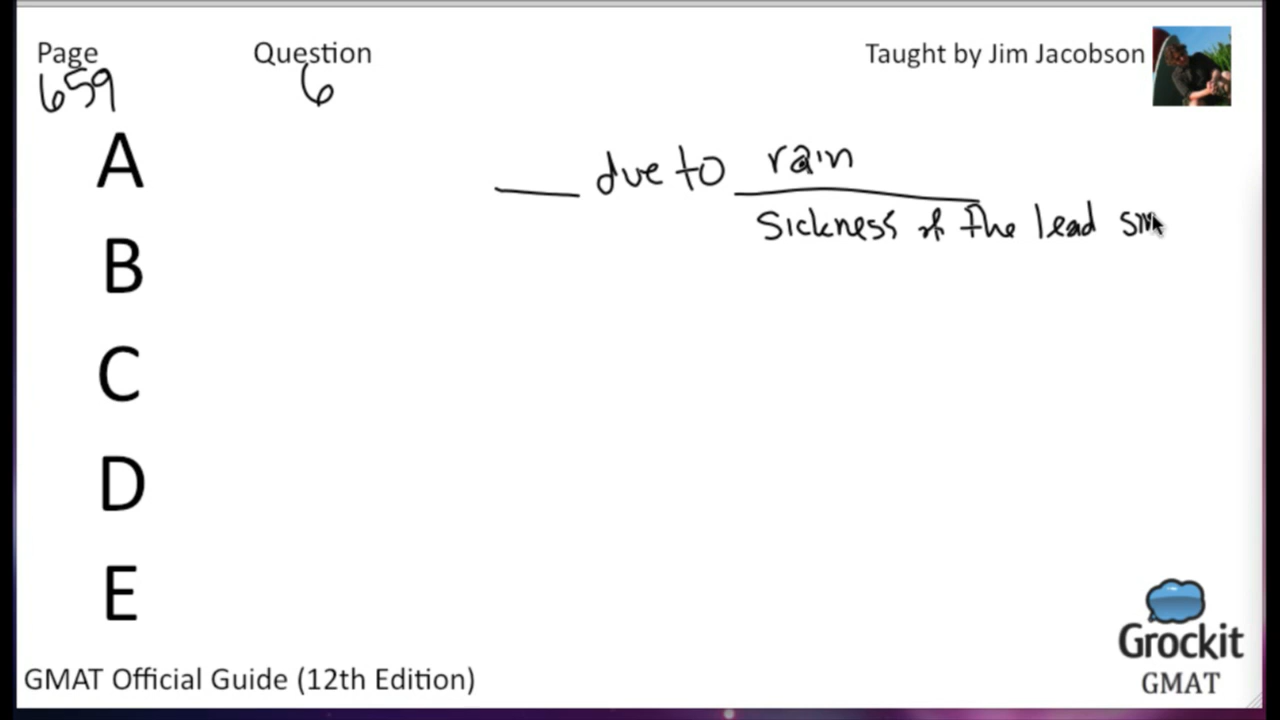 Page Question Taught by Jim Jacobson
659 6
A
___ due to rain
sickness of the lead
B
C
D
E
Grockit
GMAT
GMAT Official Guide (12th Edition)